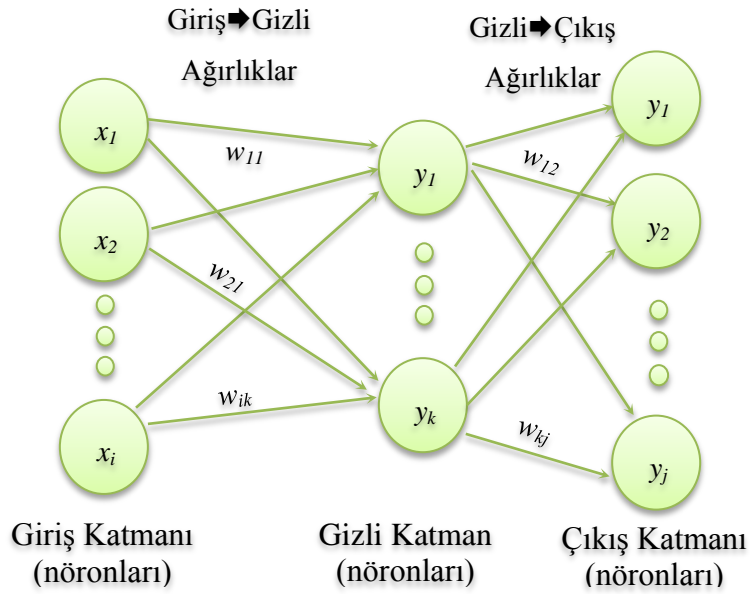 Giriş➡Gizli
Ağırlıklar
Gizli➡Çıkış
Ağırlıklar
x1
x2
xi
w11
w21
wik
y1
yk
w12
wkj
y1
y2
yj
Giriş Katmanı
(nöronları)
Gizli Katman
(nöronları)
Çıkış Katmanı
(nöronları)